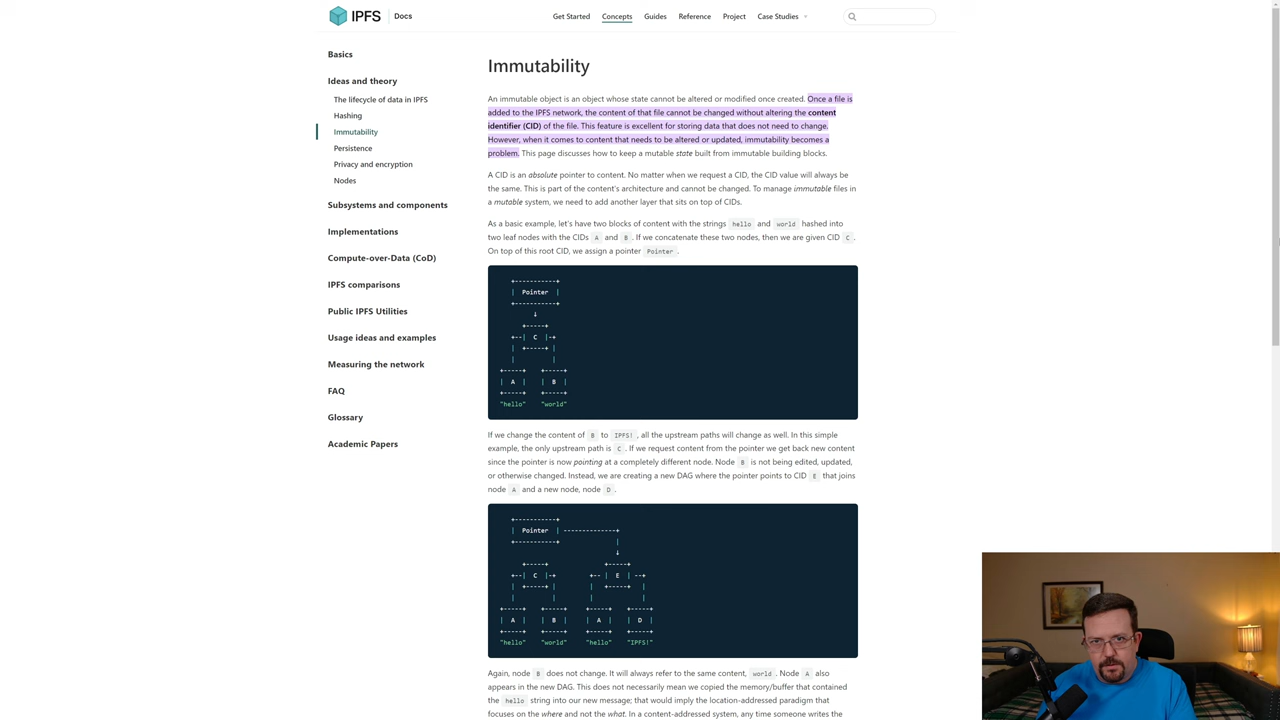 IPFS Docs Get Started Concepts Guides Reference Project Case Studies
Basics
Ideas and theory
The lifecycle of data in IPFS
Hashing
Immutability
Persistence
Privacy and encryption
Nodes
Subsystems and components
Implementations
Compute-over-Data (CoD)
IPFS comparisons
Public IPFS Utilities
Usage ideas and examples
Measuring the network
FAQ
Glossary
Academic Papers
Immutability
An immutable object is an object whose state cannot be altered or modified once created. Once a file is
added to the IPFS network, the content of that file cannot be changed without altering the content
identifier (CID) of the file. This feature is excellent for storing data that does not need to change.
However, when it comes to content that needs to be altered or updated, immutability becomes a
problem. This page discusses how to keep a mutable state built from immutable building blocks.
A CID is an absolute pointer to content. No matter when we request a CID, the CID value will always be
the same. This is part of the content's architecture and cannot be changed. To manage immutable files in
a mutable system, we need to add another layer that sits on top of CIDs.
As a basic example, let's have two blocks of content with the strings hello and world hashed into
two leaf nodes with the CIDs A and B. If we concatenate these two nodes, then we are given CID C.
On top of this root CID, we assign a pointer Pointer.
+-----------+
| Pointer |
+-----------+
↓
+-----+
+--| C |-+
| +-----+ |
| |
+-----+ +-----+
| A | | B |
+-----+ +-----+
"hello" "world"
If we change the content of B to IPFS!, all the upstream paths will change as well. In this simple
example, the only upstream path is C. If we request content from the pointer we get back new content
since the pointer is now pointing at a completely different node. Node B is not being edited, updated,
or otherwise changed. Instead, we are creating a new DAG where the pointer points to CID E that joins
node A and a new node, node D.
+-----------+
| Pointer | --------------+
+-----------+ |
↓
+-----+ +-----+
+--| C |-+ +-- | E | --+
| +-----+ | | +-----+ |
| | | |
+-----+ +-----+ +-----+ +-----+
| A | | B | | A | | D |
+-----+ +-----+ +-----+ +-----+
"hello" "world" "hello" "IPFS!"
Again, node B does not change. It will always refer to the same content, world. Node A also
appears in the new DAG. This does not necessarily mean we copied the memory/buffer that contained
the hello string into our new message; that would imply the location-addressed paradigm that
focuses on the where and not the what. In a content-addressed system, any time someone writes the